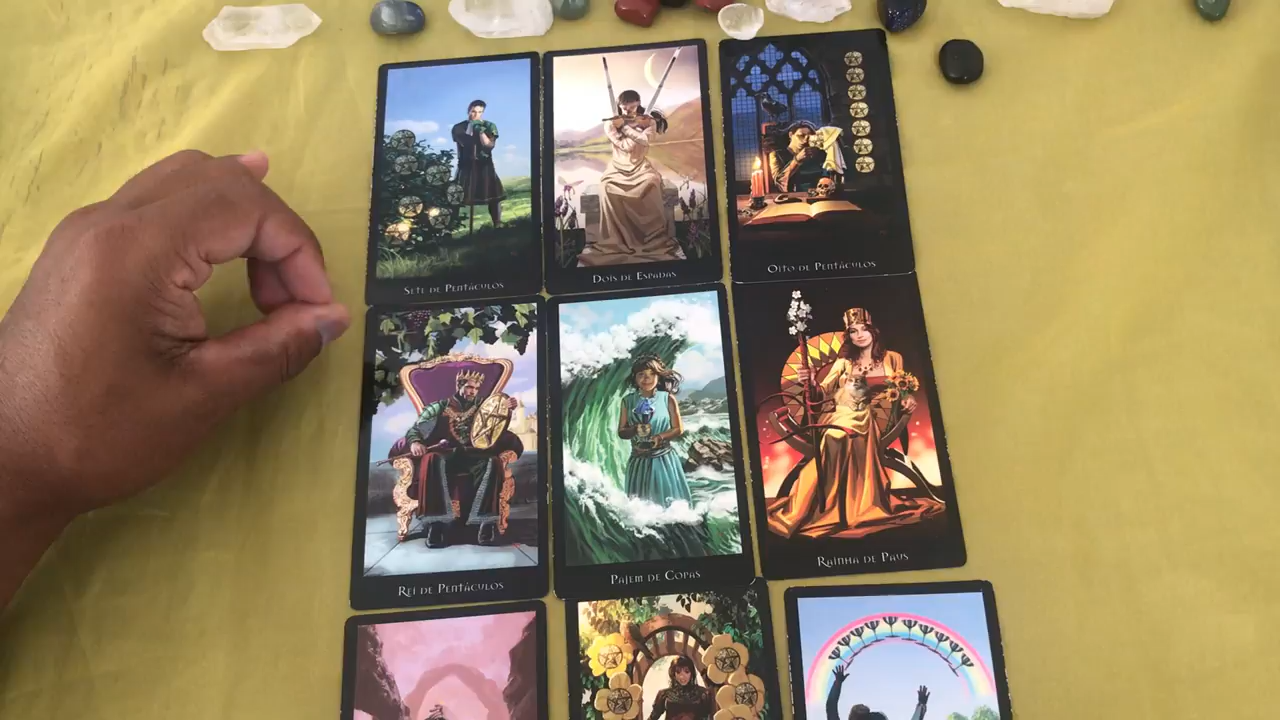 Sete de Pentáculos
Dois de Espadas
Oito de Pentáculos
Rei de Pentáculos
Pajem de Copas
Rainha de Paus